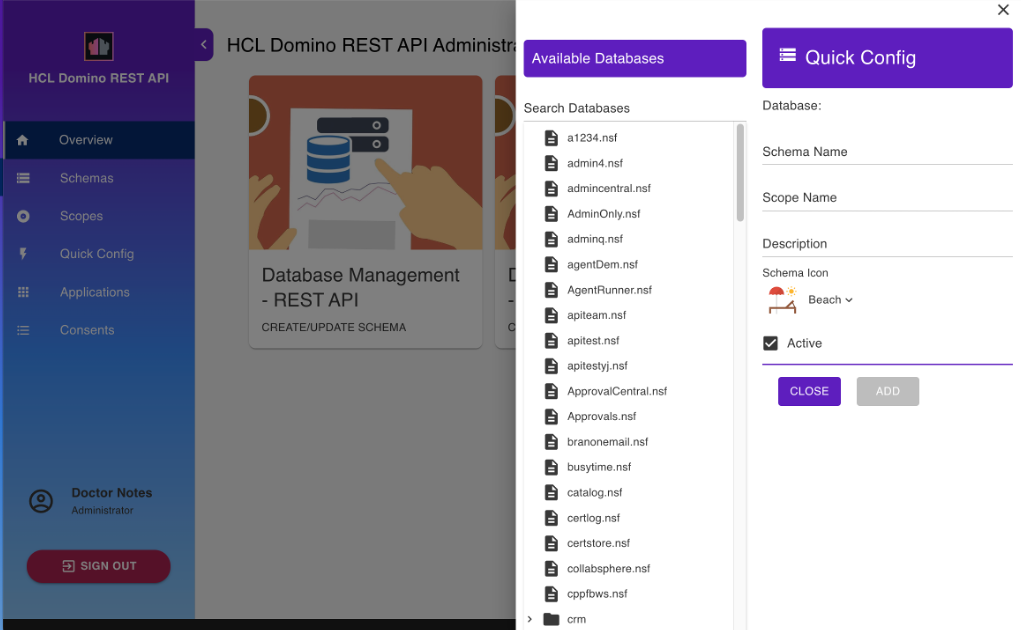 HCL Domino REST API
Overview
Schemas
Scopes
Quick Config
Applications
Consents
Doctor Notes
Administrator
SIGN OUT
HCL Domino REST API Administra
Database Management
- REST API
CREATE/UPDATE SCHEMA
Available Databases
Search Databases
a1234.nsf
admin4.nsf
admincentral.nsf
AdminOnly.nsf
adminq.nsf
agentDem.nsf
AgentRunner.nsf
apiteam.nsf
apitest.nsf
apitestyj.nsf
ApprovalCentral.nsf
Approvals.nsf
branonemail.nsf
busytime.nsf
catalog.nsf
certlog.nsf
certstore.nsf
collabsphere.nsf
cppfbws.nsf
crm
Quick Config
Database:
Schema Name
Scope Name
Description
Schema Icon
Beach
Active
CLOSE
ADD